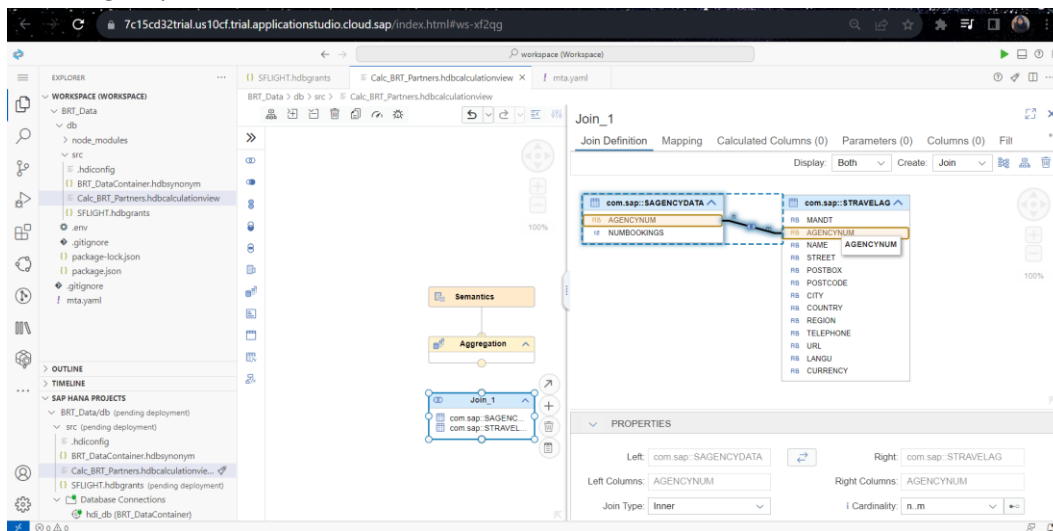 7c15cd32trial.us10cf.trial.applicationstudio.cloud.sap/index.html#ws-xf2qg
workspace (Workspace)
EXPLORER
SFLIGHT.hdbgrants
Calc_BRT_Partners.hdbcalculationview
mta.yaml
WORKSPACE (WORKSPACE)
BRT_Data > db > src > Calc_BRT_Partners.hdbcalculationview
BRT_Data
db
node_modules
src
.hdiconfig
BRT_DataContainer.hdbsynonym
Calc_BRT_Partners.hdbcalculationview
SFLIGHT.hdbgrants
.env
.gitignore
package-lock.json
package.json
.gitignore
mta.yaml
OUTLINE
TIMELINE
SAP HANA PROJECTS
BRT_Data/db (pending deployment)
src (pending deployment)
.hdiconfig
BRT_DataContainer.hdbsynonym
Calc_BRT_Partners.hdbcalculationvie...
SFLIGHT.hdbgrants (pending deployment)
Database Connections
hdi_db (BRT_DataContainer)
0 0
100%
Semantics
Aggregation
Join_1
com.sap::SAGENC...
com.sap::STRAVEL...
Join_1
Join Definition Mapping Calculated Columns (0) Parameters (0) Columns (0) Filt
Display: Both Create: Join
com.sap::SAGENCYDATA
AGENCYNUM
NUMBOOKINGS
com.sap::STRAVELAG
MANDT
AGENCYNUM
NAME AGENCYNUM
STREET
POSTBOX
POSTCODE
CITY
COUNTRY
REGION
TELEPHONE
URL
LANGU
CURRENCY
100%
PROPERTIES
Left: com.sap::SAGENCYDATA Right: com.sap::STRAVELAG
Left Columns: AGENCYNUM Right Columns: AGENCYNUM
Join Type: Inner Cardinality: n..m